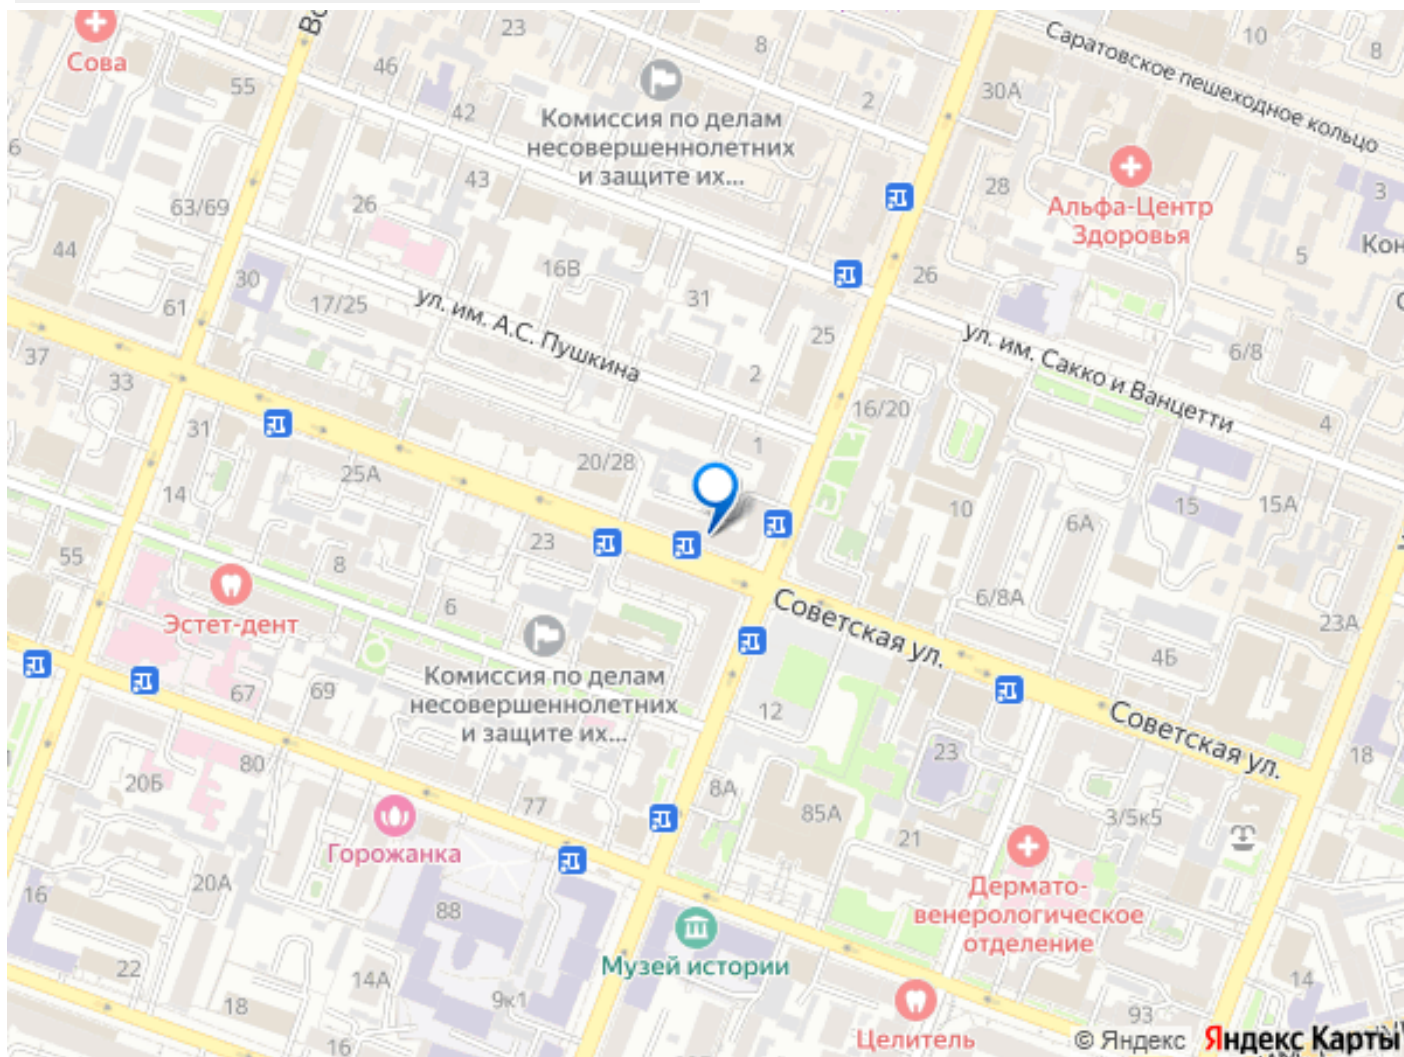 Сова
Во
23
8
Саратовское пешеходное кольцо
10
8
46
55
42
Комиссия по делам
несовершеннолетних
и защите их...
2
30А
6
63/69
26
43
28
Альфа-Центр
Здоровья
3
5
Кон
44
30
17/25
16В
31
26
ул. им. А.С. Пушкина
25
ул. им. Сакко и Ванцетти
6/8
61
37
33
2
16/20
4
31
25А
20/28
1
14
10
15
15А
6А
55
8
23
6
Эстет-дент
6/8А
23А
Советская ул.
4Б
Комиссия по делам
несовершеннолетних
и защите их...
67
69
12
Советская ул.
18
20Б
80
23
77
8А
85А
3/5к5
21
Горожанка
16
20А
88
Дермато-
венерологическое
отделение
Музей истории
22
14А
14
18
9к1
16
93
Целитель
© Яндекс Яндекс Карты